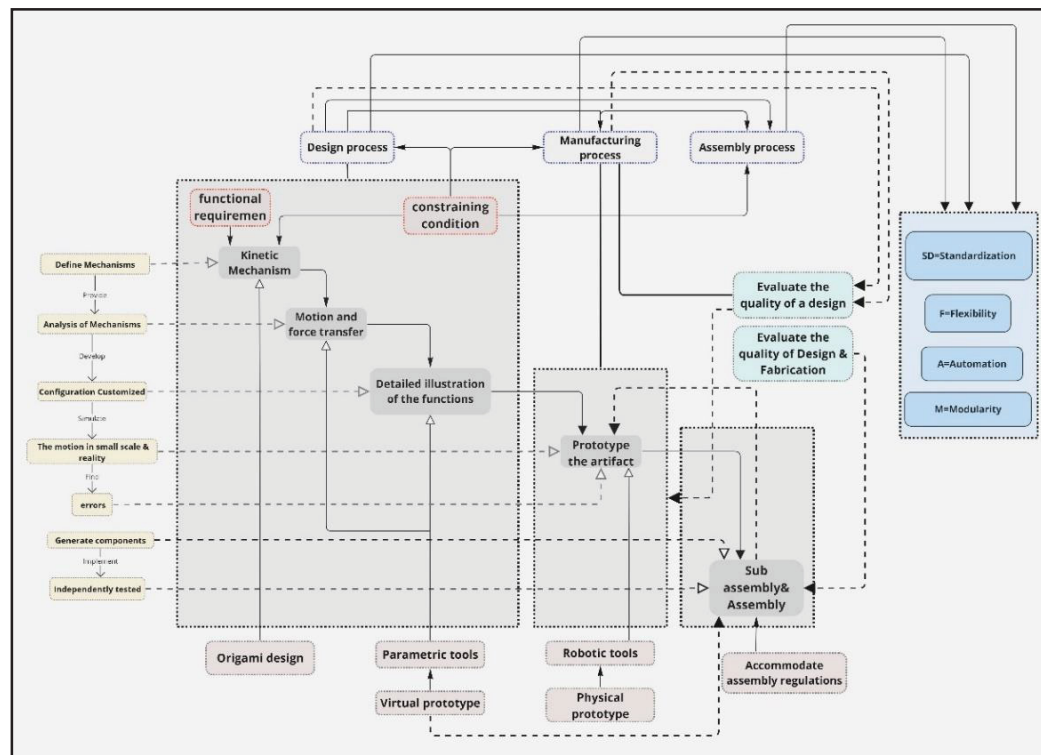 Design process
Manufacturing
process
Assembly process
functional
requiremen
constraining
condition
Kinetic
Mechanism
Define Mechanisms
Provide
Motion and
force transfer
Analysis of Mechanisms
Develop
Detailed illustration
of the functions
Configuration Customized
Simulate
The motion in small scale &
reality
Find
errors
Generate components
Implement
Independently tested
Prototype
the artifact
Sub
assembly&
Assembly
Evaluate the
quality of a design
Evaluate the
quality of Design &
Fabrication
SD=Standardization
F=Flexibility
A=Automation
M=Modularity
Origami design
Parametric tools
Virtual prototype
Robotic tools
Physical
prototype
Accommodate
assembly regulations